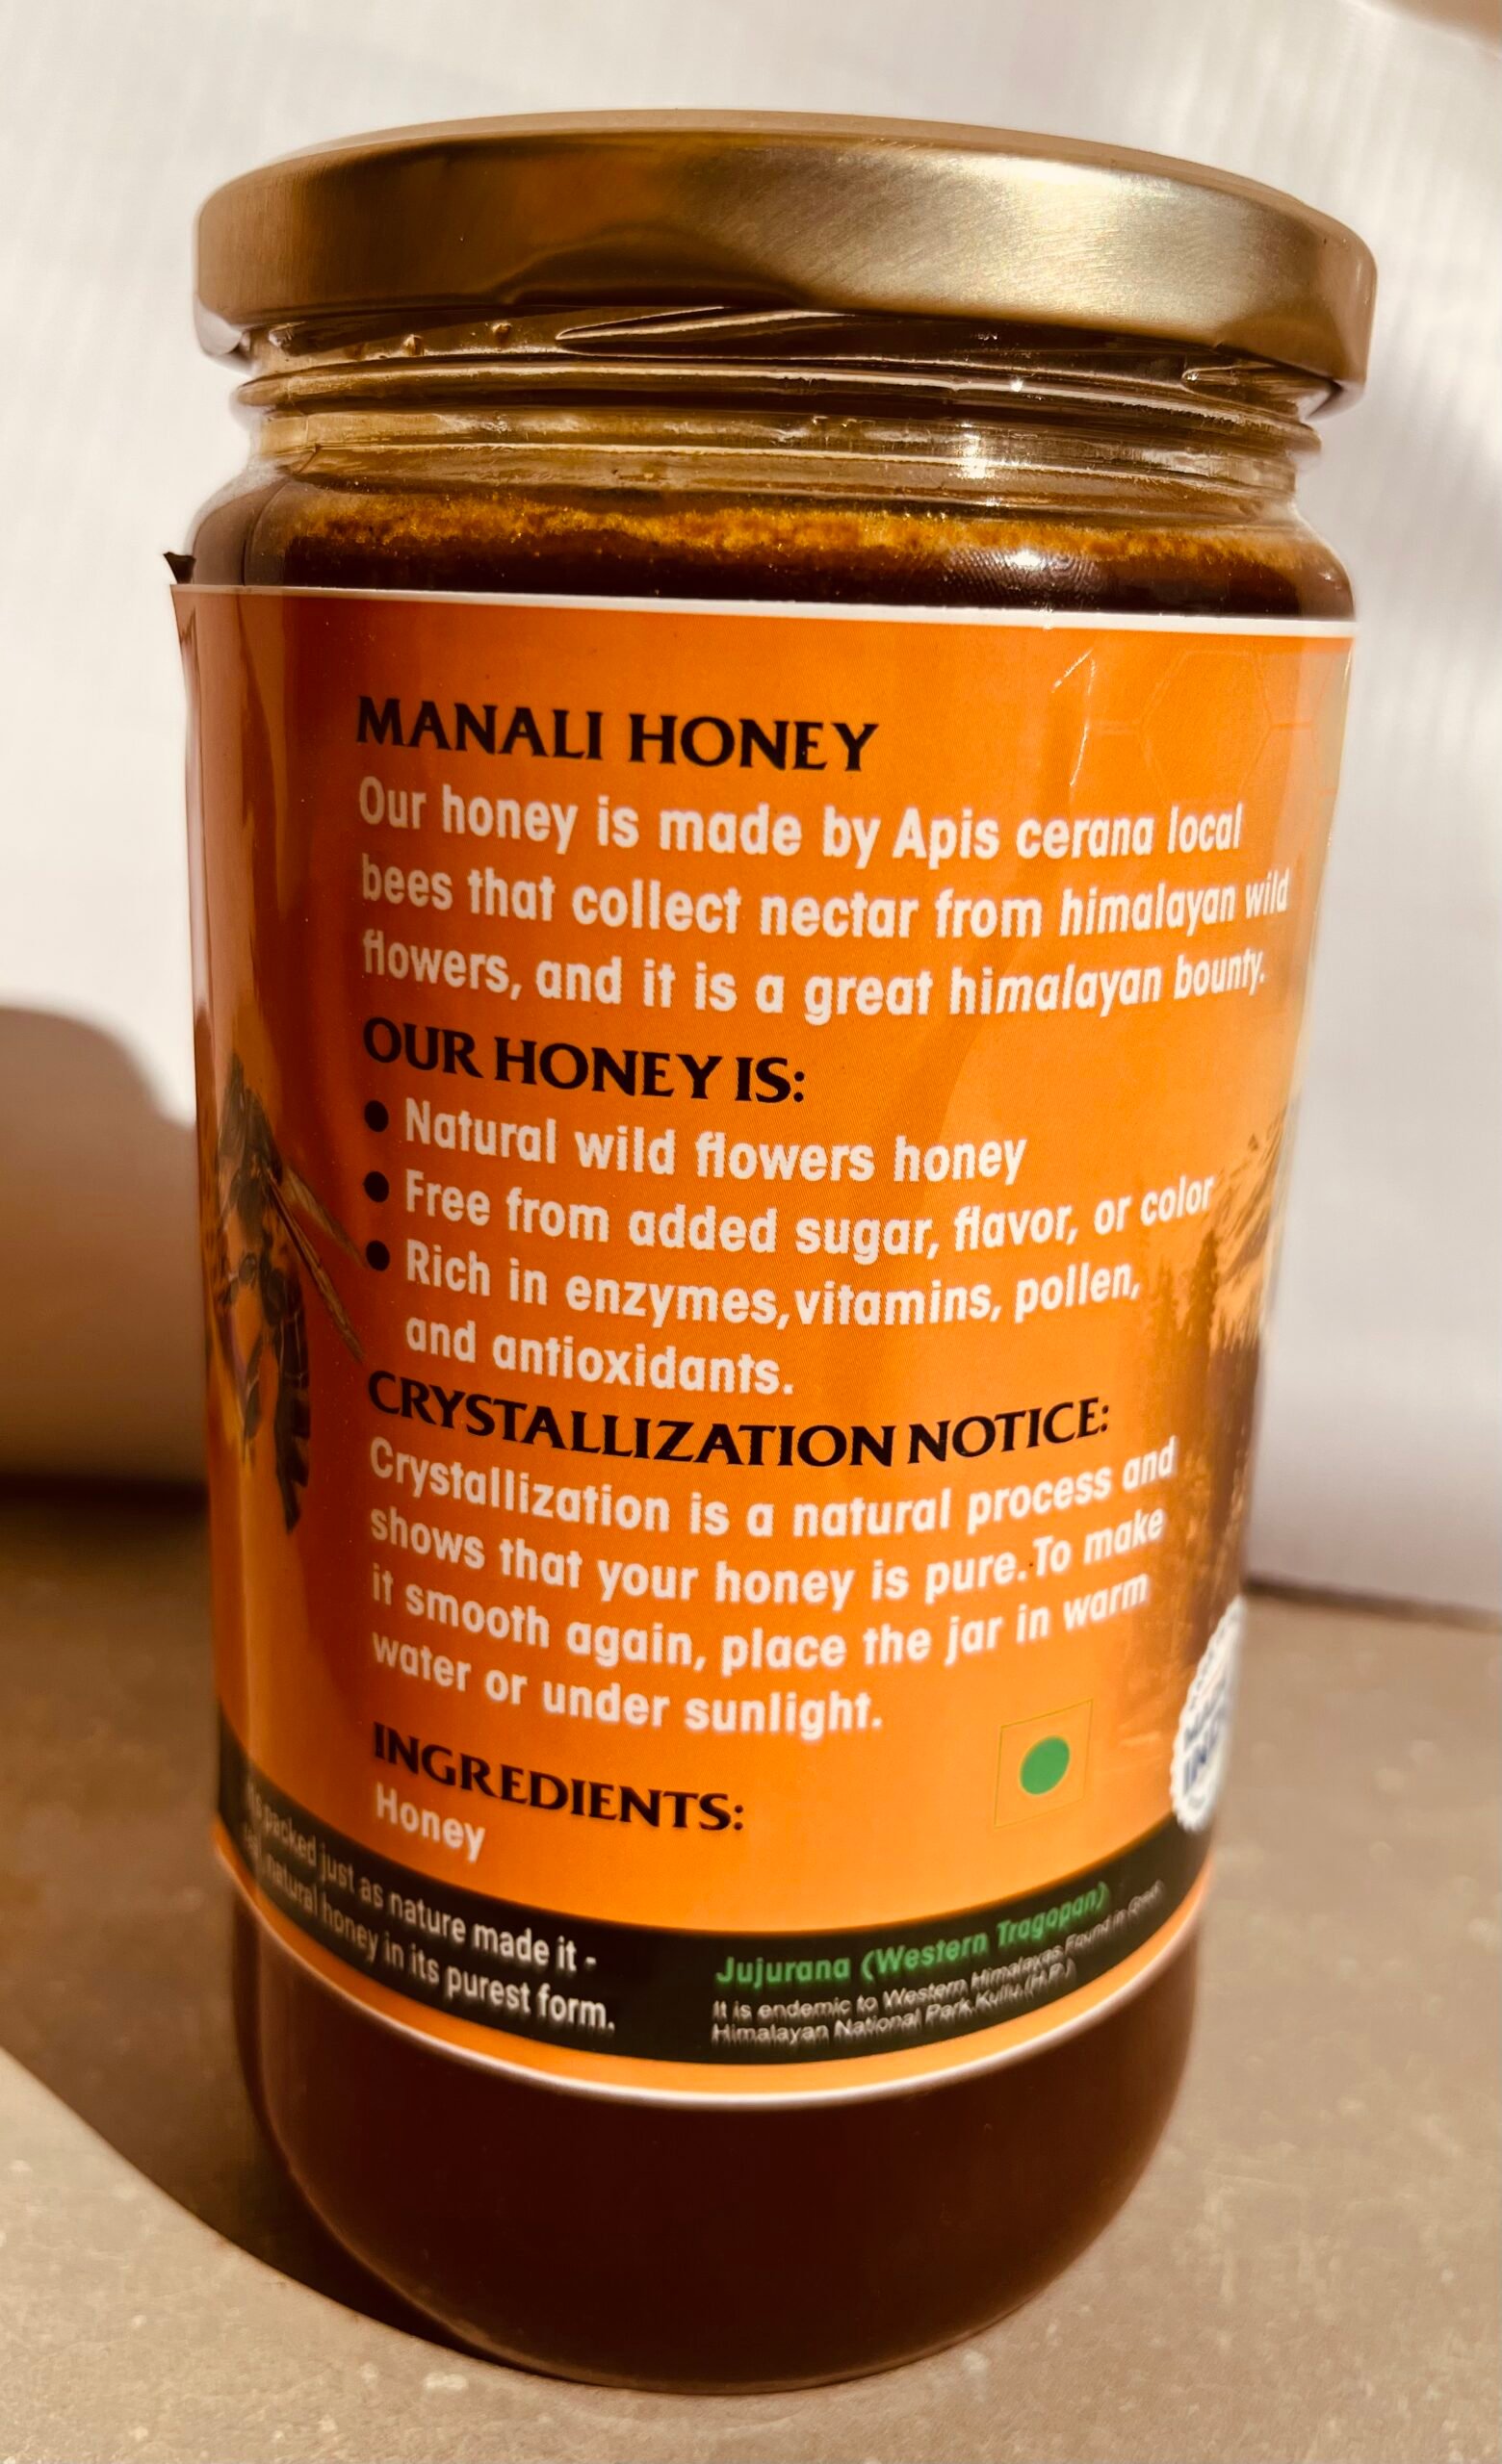 MANALI HONEY
Our honey is made by Apis cerana local
bees that collect nectar from himalayan wild
flowers, and it is a great himalayan bounty.
OUR HONEY IS:
Natural wild flowers honey
Free from added sugar, flavor, or color
Rich in enzymes,vitamins, pollen,
and antioxidants.
CRYSTALLIZATION NOTICE:
Crystallization is a natural process and
shows that your honey is pure.To make
it smooth again, place the jar in warm
water or under sunlight.
INGREDIENTS:
Honey
packed just as nature made it -
natural honey in its purest form.
Jujurana (Western Tragopan)
It is endemic to Western Himalayas.Found in Great
Himalayan National Park,Kullu,(H.P.)